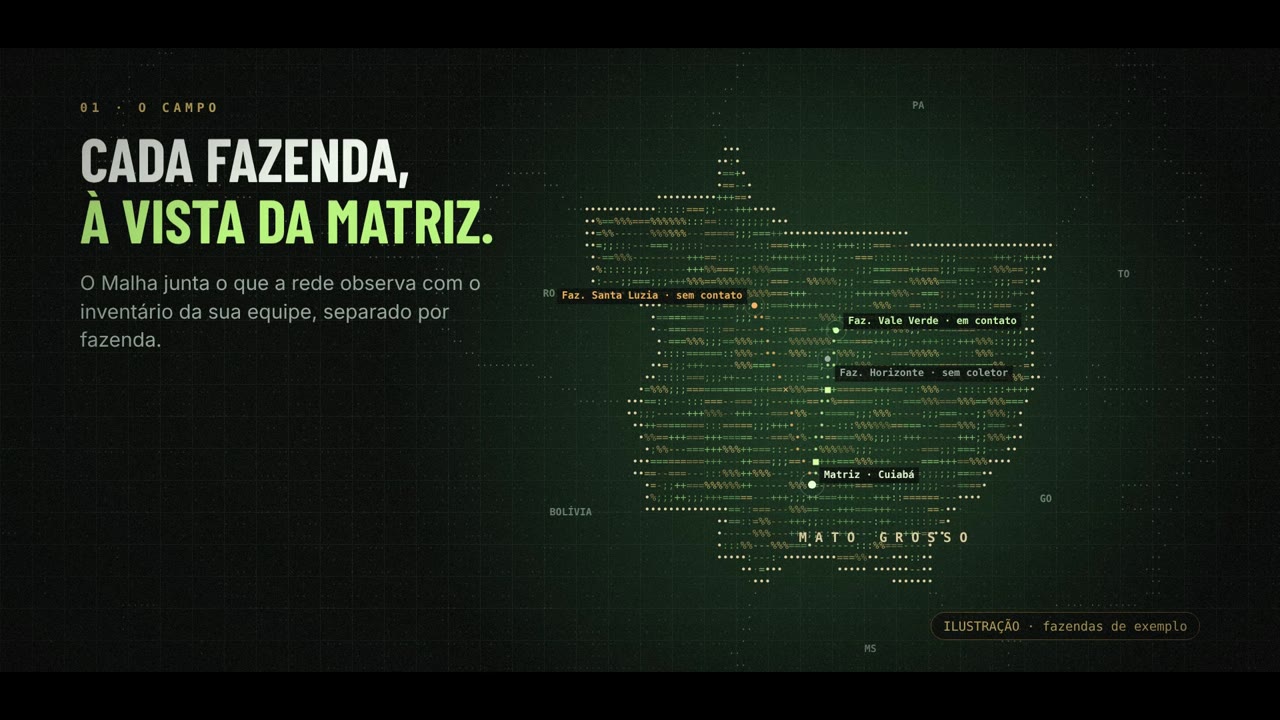 01 · O CAMPO
CADA FAZENDA,
À VISTA DA MATRIZ.
O Malha junta o que a rede observa com o
inventário da sua equipe, separado por
fazenda.
PA
TO
RO
Faz. Santa Luzia · sem contato
Faz. Vale Verde · em contato
Faz. Horizonte · sem coletor
Matriz · Cuiabá
GO
BOLÍVIA
MATO GROSSO
ILUSTRAÇÃO · fazendas de exemplo
MS